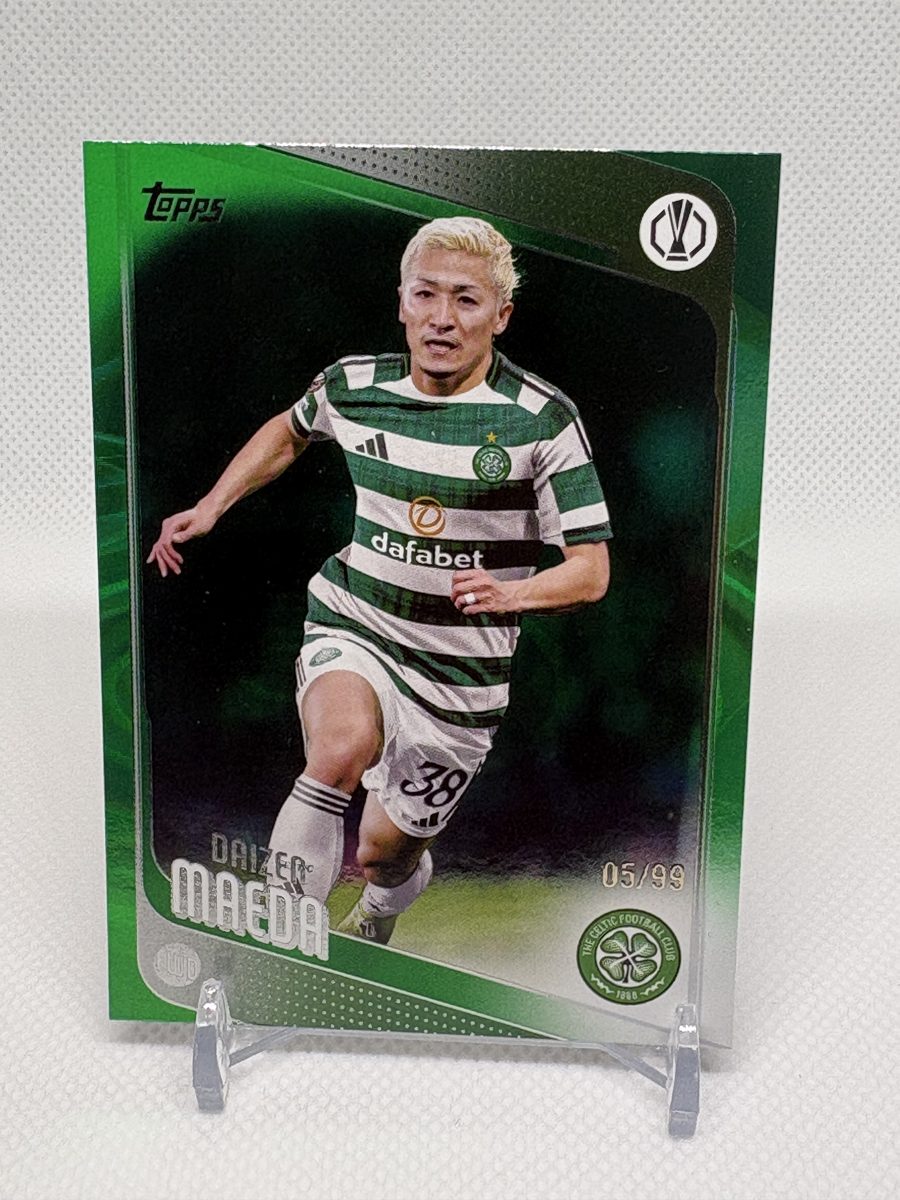 Topps
dafabet
38
DAIZEN
MAEDA
05/99
THE CELTIC FOOTBALL CLUB
1888